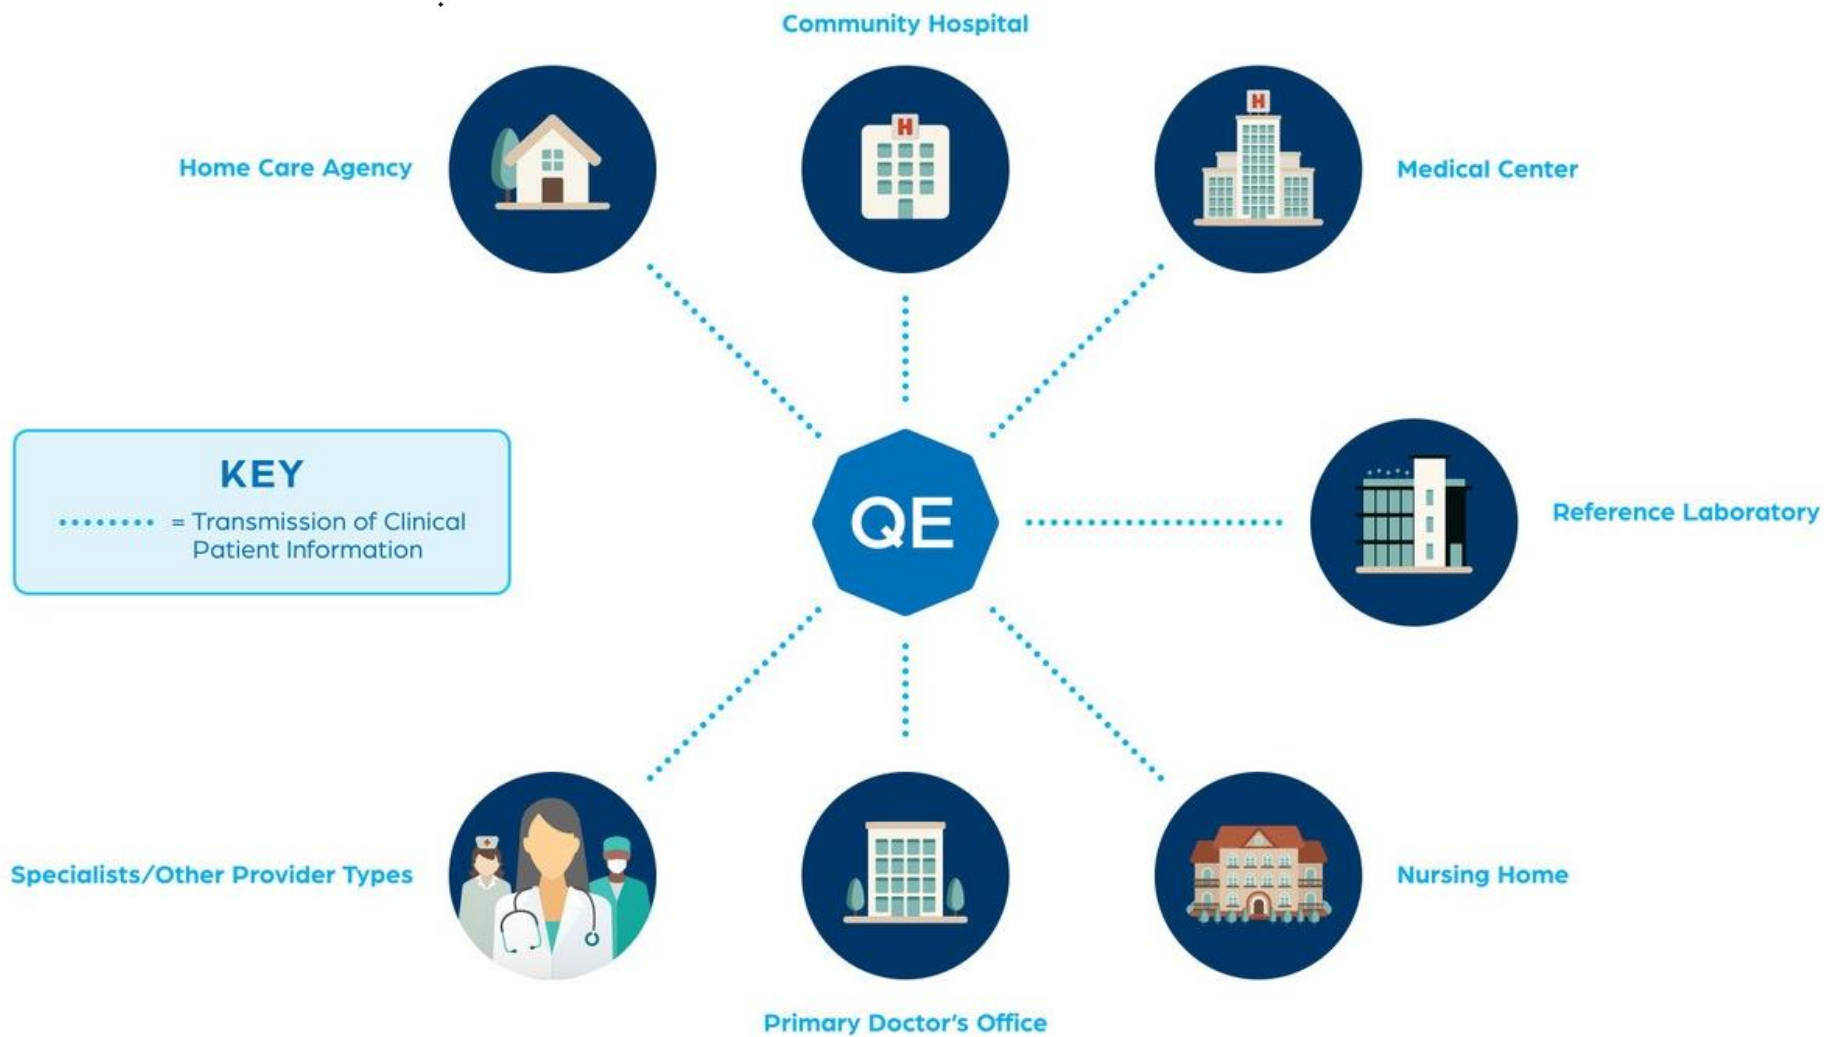 Community Hospital
H
H
Home Care Agency
Medical Center
KEY
= Transmission of Clinical
Patient Information
QE
Reference Laboratory
Specialists/Other Provider Types
Nursing Home
Primary Doctor's Office